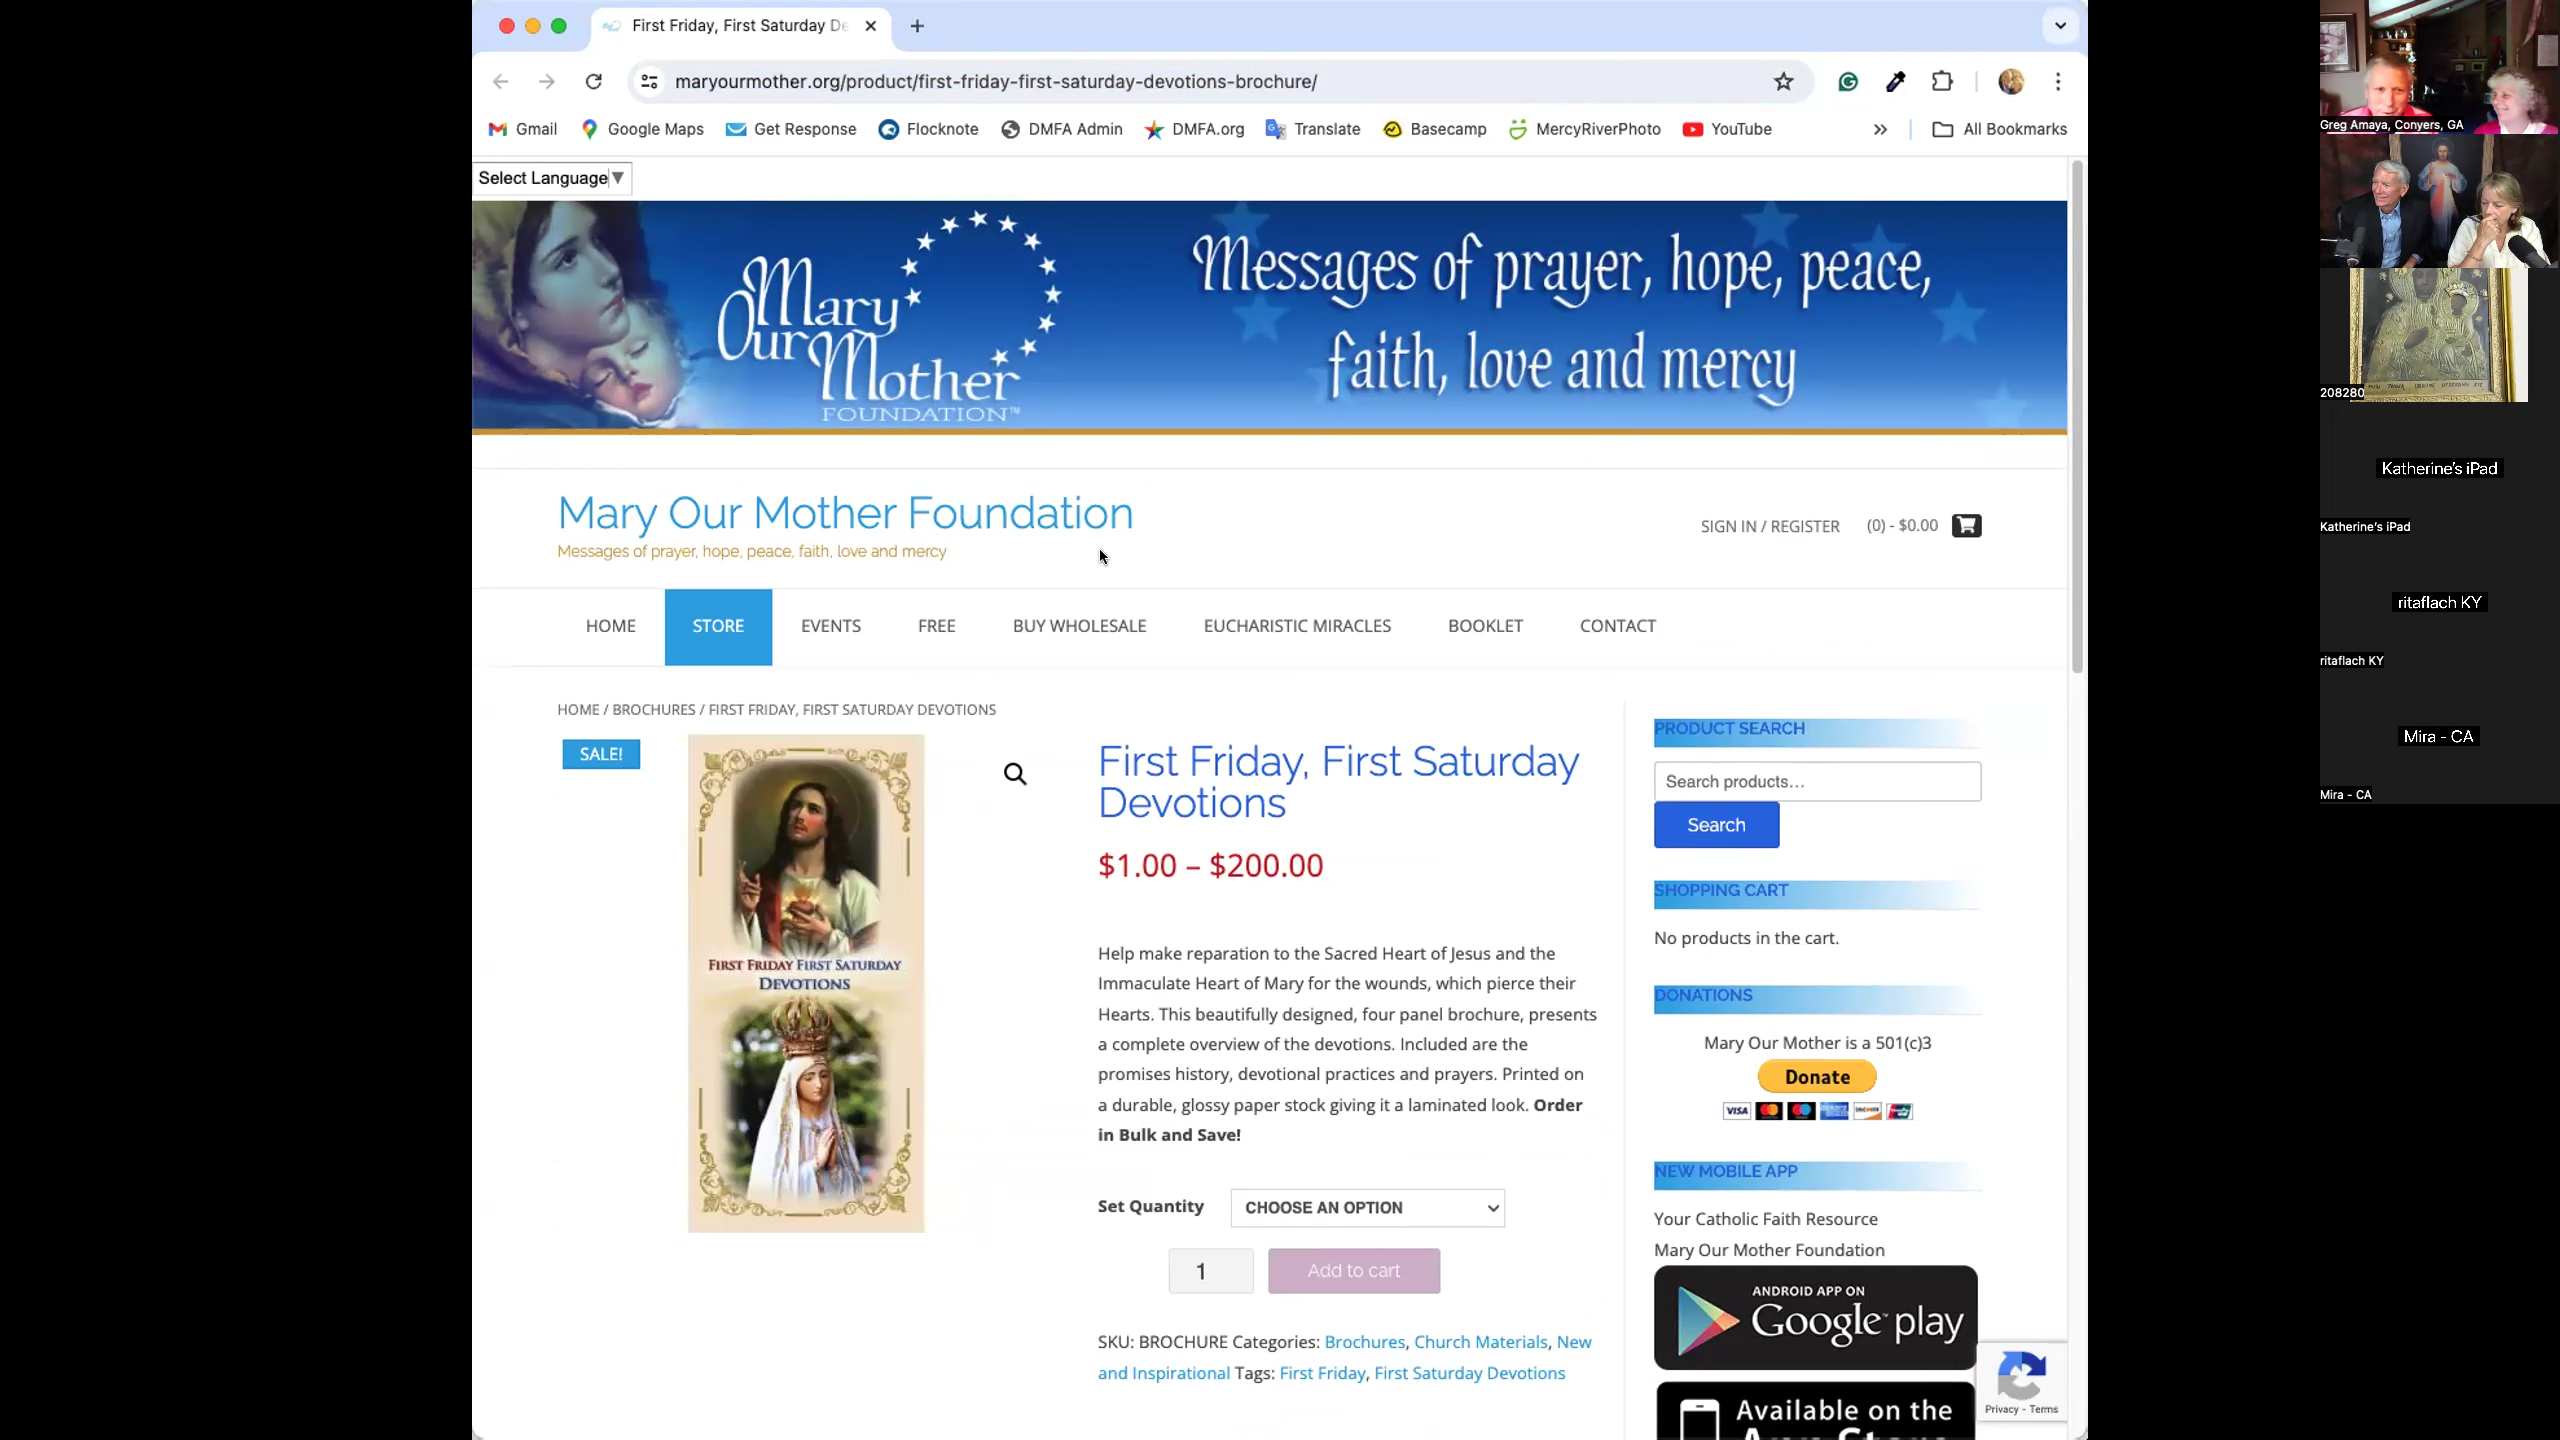 First Friday, First Saturday De
maryourmother.org/product/first-friday-first-saturday-devotions-brochure/
Gmail Google Maps Get Response Flocknote DMFA Admin DMFA.org Translate Basecamp MercyRiverPhoto YouTube » All Bookmarks
Select Language▼
Mary
Our Mother
FOUNDATION™
Messages of prayer, hope, peace,
faith, love and mercy
Mary Our Mother Foundation
Messages of prayer, hope, peace, faith, love and mercy
SIGN IN / REGISTER (0) - $0.00
HOME STORE EVENTS FREE BUY WHOLESALE EUCHARISTIC MIRACLES BOOKLET CONTACT
HOME / BROCHURES / FIRST FRIDAY, FIRST SATURDAY DEVOTIONS
SALE!
FIRST FRIDAY FIRST SATURDAY
DEVOTIONS
First Friday, First Saturday
Devotions
$1.00 – $200.00
Help make reparation to the Sacred Heart of Jesus and the
Immaculate Heart of Mary for the wounds, which pierce their
Hearts. This beautifully designed, four panel brochure, presents
a complete overview of the devotions. Included are the
promises history, devotional practices and prayers. Printed on
a durable, glossy paper stock giving it a laminated look. Order
in Bulk and Save!
Set Quantity CHOOSE AN OPTION
1 Add to cart
SKU: BROCHURE Categories: Brochures, Church Materials, New
and Inspirational Tags: First Friday, First Saturday Devotions
PRODUCT SEARCH
Search products…
Search
SHOPPING CART
No products in the cart.
DONATIONS
Mary Our Mother is a 501(c)3
Donate
VISA
NEW MOBILE APP
Your Catholic Faith Resource
Mary Our Mother Foundation
ANDROID APP ON
Google play
Available on the
App Store
Privacy - Terms
Greg Amaya, Conyers, GA
208280
Katherine's iPad
Katherine's iPad
ritaflach KY
ritaflach KY
Mira - CA
Mira - CA